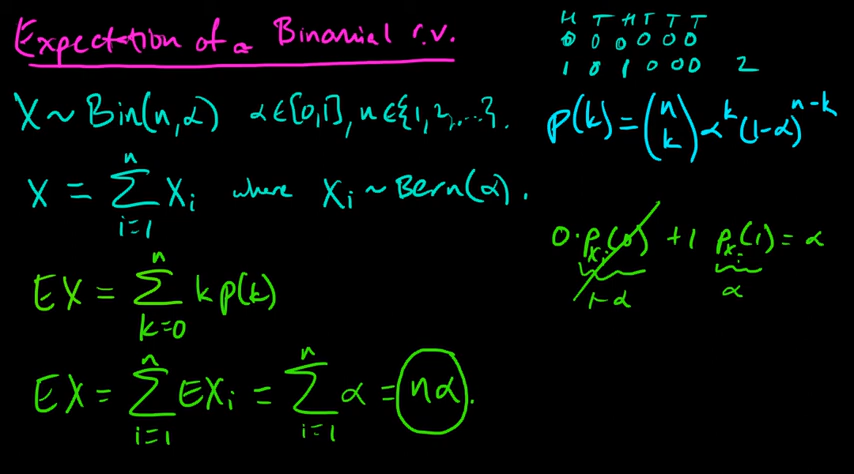 Expectation of a Binomial r.v.
H T H T T T
0 0 0 0 0 0
1 0 1 0 0 0 2
X ~ Bin(n, α) α ∈ [0,1], n ∈ {1, 2, ...}.
p(k) = (n k) α^k (1-α)^{n-k}
X = Σ_{i=1}^{n} X_i where X_i ~ Bern(α).
0 · p_{X_i}(0) + 1 p_{X_i}(1) = α
1-α α
EX = Σ_{k=0}^{n} k p(k)
EX = Σ_{i=1}^{n} EX_i = Σ_{i=1}^{n} α = nα.